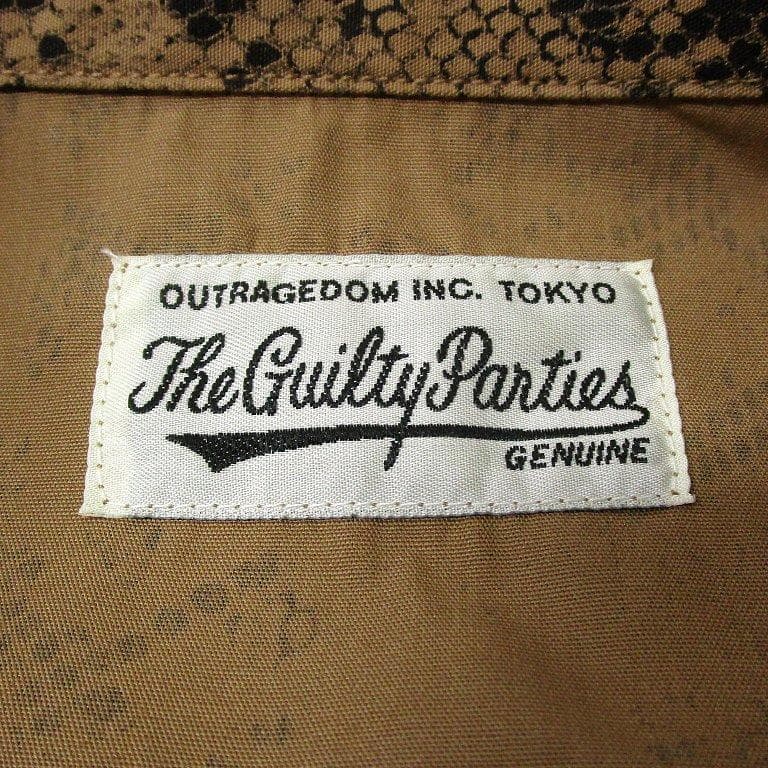 OUTRAGEDOM INC. TOKYO
The Guilty Parties
GENUINE